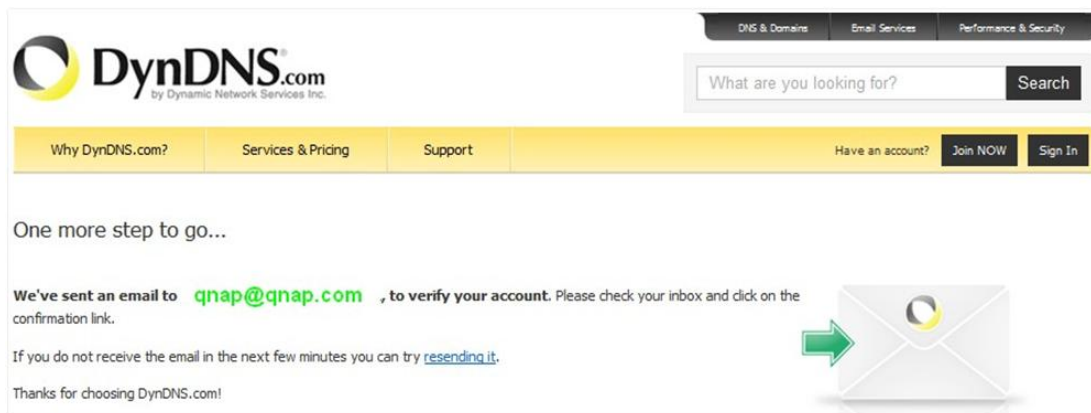 DNS & Domains
Email Services
Performance & Security
DynDNS.com
by Dynamic Network Services Inc.
What are you looking for?
Search
Why DynDNS.com?
Services & Pricing
Support
Have an account?
Join NOW
Sign In
One more step to go...
We've sent an email to qnap@qnap.com , to verify your account. Please check your inbox and click on the
confirmation link.
If you do not receive the email in the next few minutes you can try resending it.
Thanks for choosing DynDNS.com!